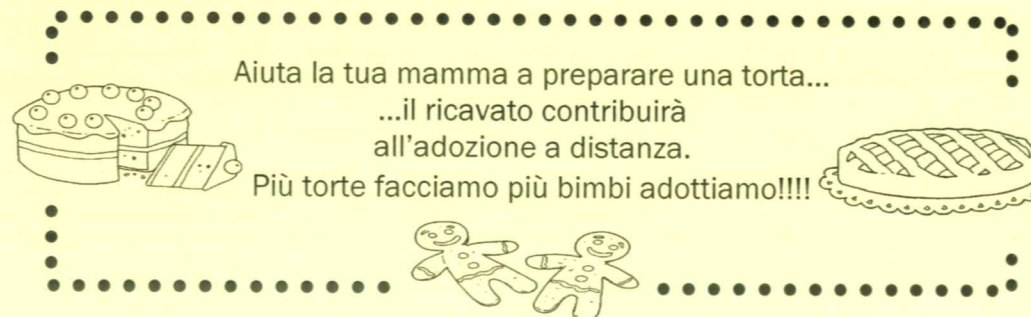 Aiuta la tua mamma a preparare una torta...
...il ricavato contribuirà
all'adozione a distanza.
Più torte facciamo più bimbi adottiamo!!!!